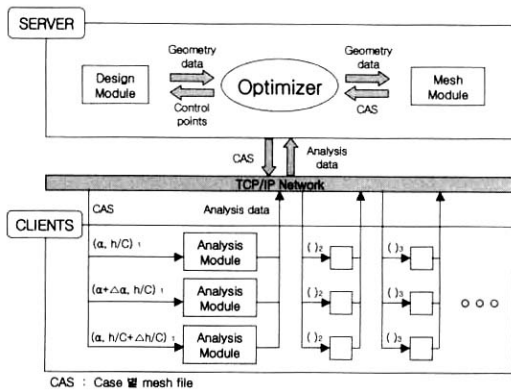 SERVER
Geometry
data
Geometry
data
Design
Module
Optimizer
Mesh
Module
Control
points
CAS
CAS
Analysis
data
TCP/IP Network
CLIENTS
CAS
Analysis data
(α, h/C) 1
Analysis
Module
( )2
( )3
(α+△α, h/C) 1
Analysis
Module
( )2
( )3
(α, h/C+△h/C) 1
Analysis
Module
( )2
( )3
CAS : Case 별 mesh file